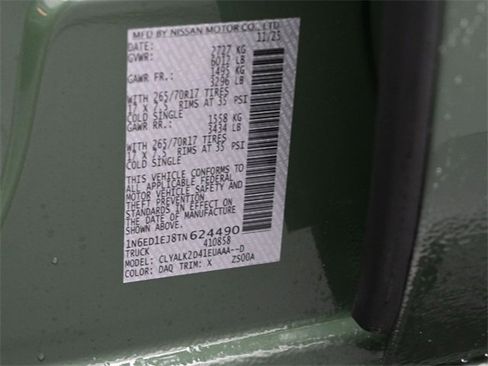 MFD BY NISSAN MOTOR CO., LTD
DATE: 11/25
GVWR: 2727 KG
6012 LB
GAWR FR.: 1495 KG
3296 LB
WITH 265/70R17 TIRES
17 X 7.5 RIMS AT 35 PSI
COLD SINGLE
GAWR RR.: 1558 KG
3434 LB
WITH 265/70R17 TIRES
17 X 7.5 RIMS AT 35 PSI
COLD SINGLE
THIS VEHICLE CONFORMS TO
ALL APPLICABLE FEDERAL
MOTOR VEHICLE SAFETY AND
THEFT PREVENTION
STANDARDS IN EFFECT ON
THE DATE OF MANUFACTURE
SHOWN ABOVE.
1N6ED1EJ8TN624490
TRUCK 410858
MODEL: CLYALK2D41EUAAA--D
COLOR: DAQ TRIM: X ZS00A